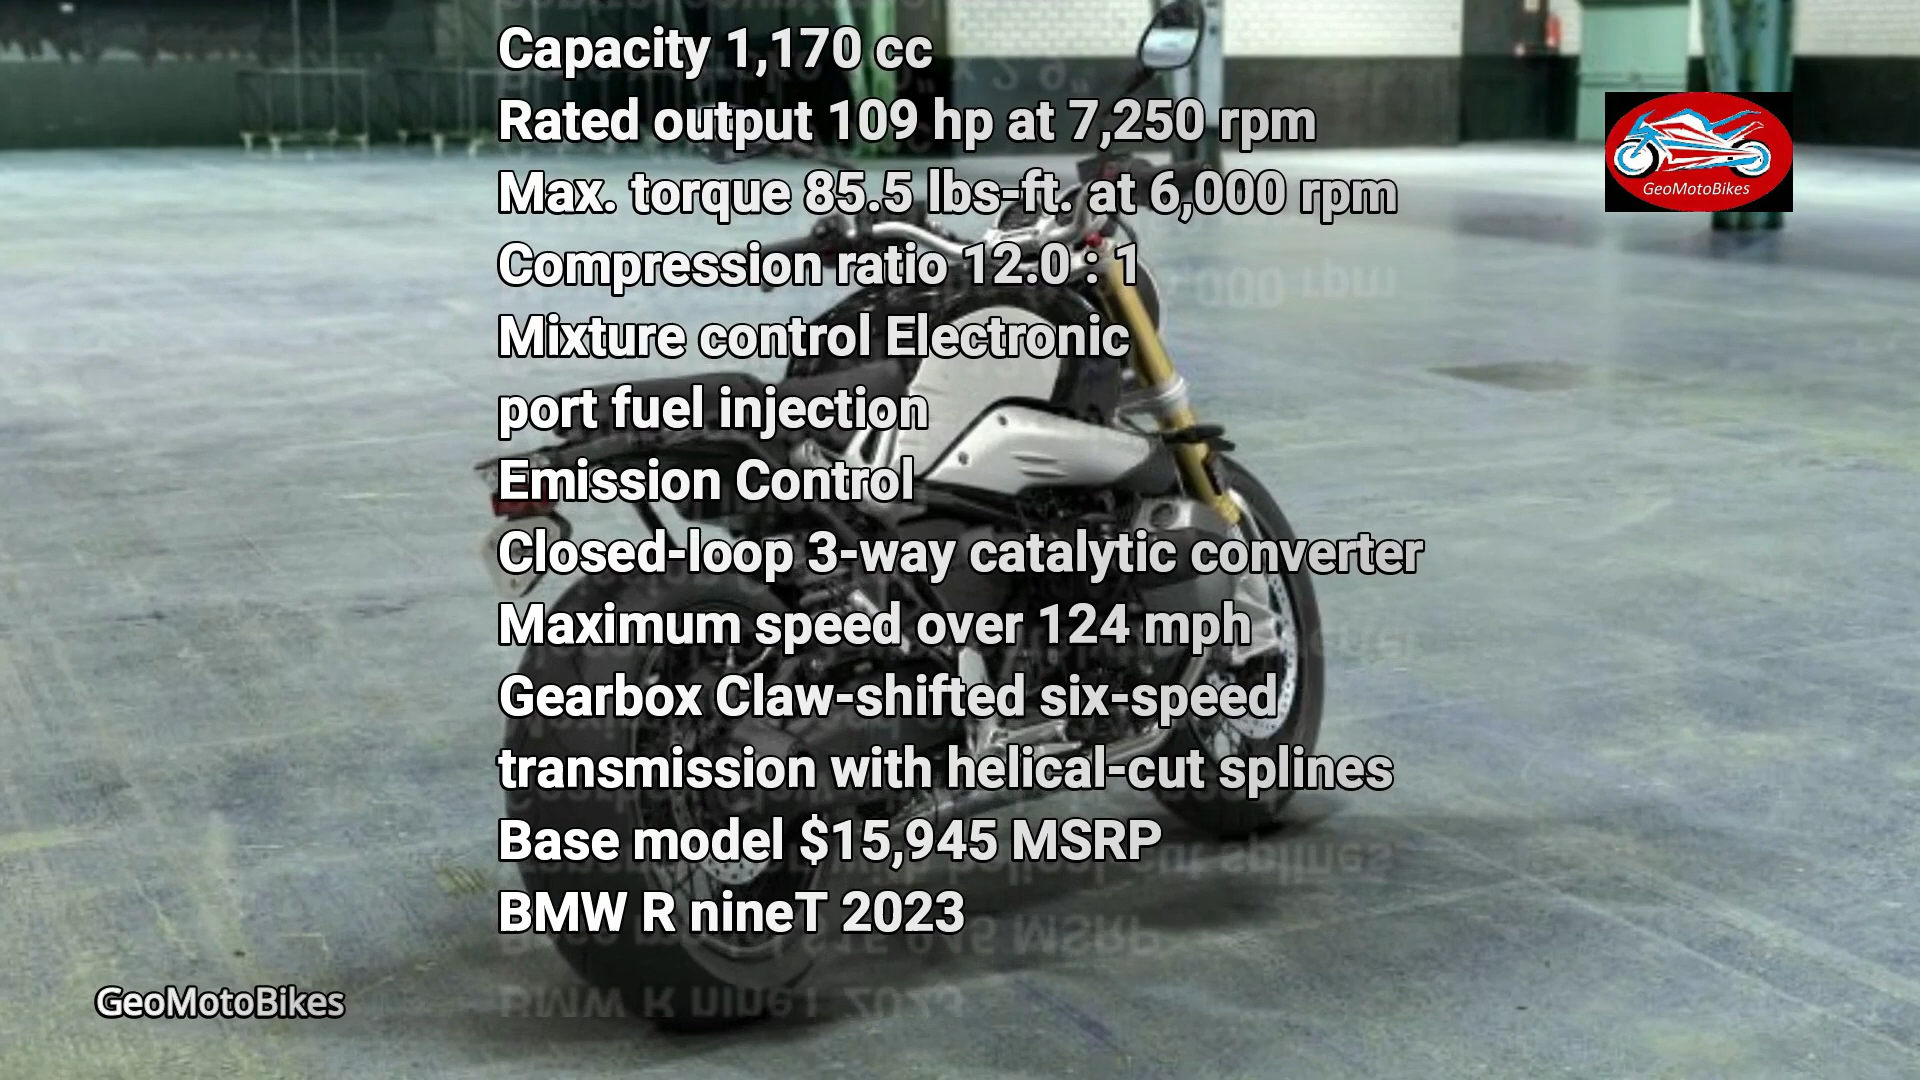 Capacity 1,170 cc
Rated output 109 hp at 7,250 rpm
Max. torque 85.5 lbs-ft. at 6,000 rpm
Compression ratio 12.0 : 1
Mixture control Electronic
port fuel injection
Emission Control
Closed-loop 3-way catalytic converter
Maximum speed over 124 mph
Gearbox Claw-shifted six-speed
transmission with helical-cut splines
Base model $15,945 MSRP
BMW R nineT 2023
GeoMotoBikes
GeoMotoBikes